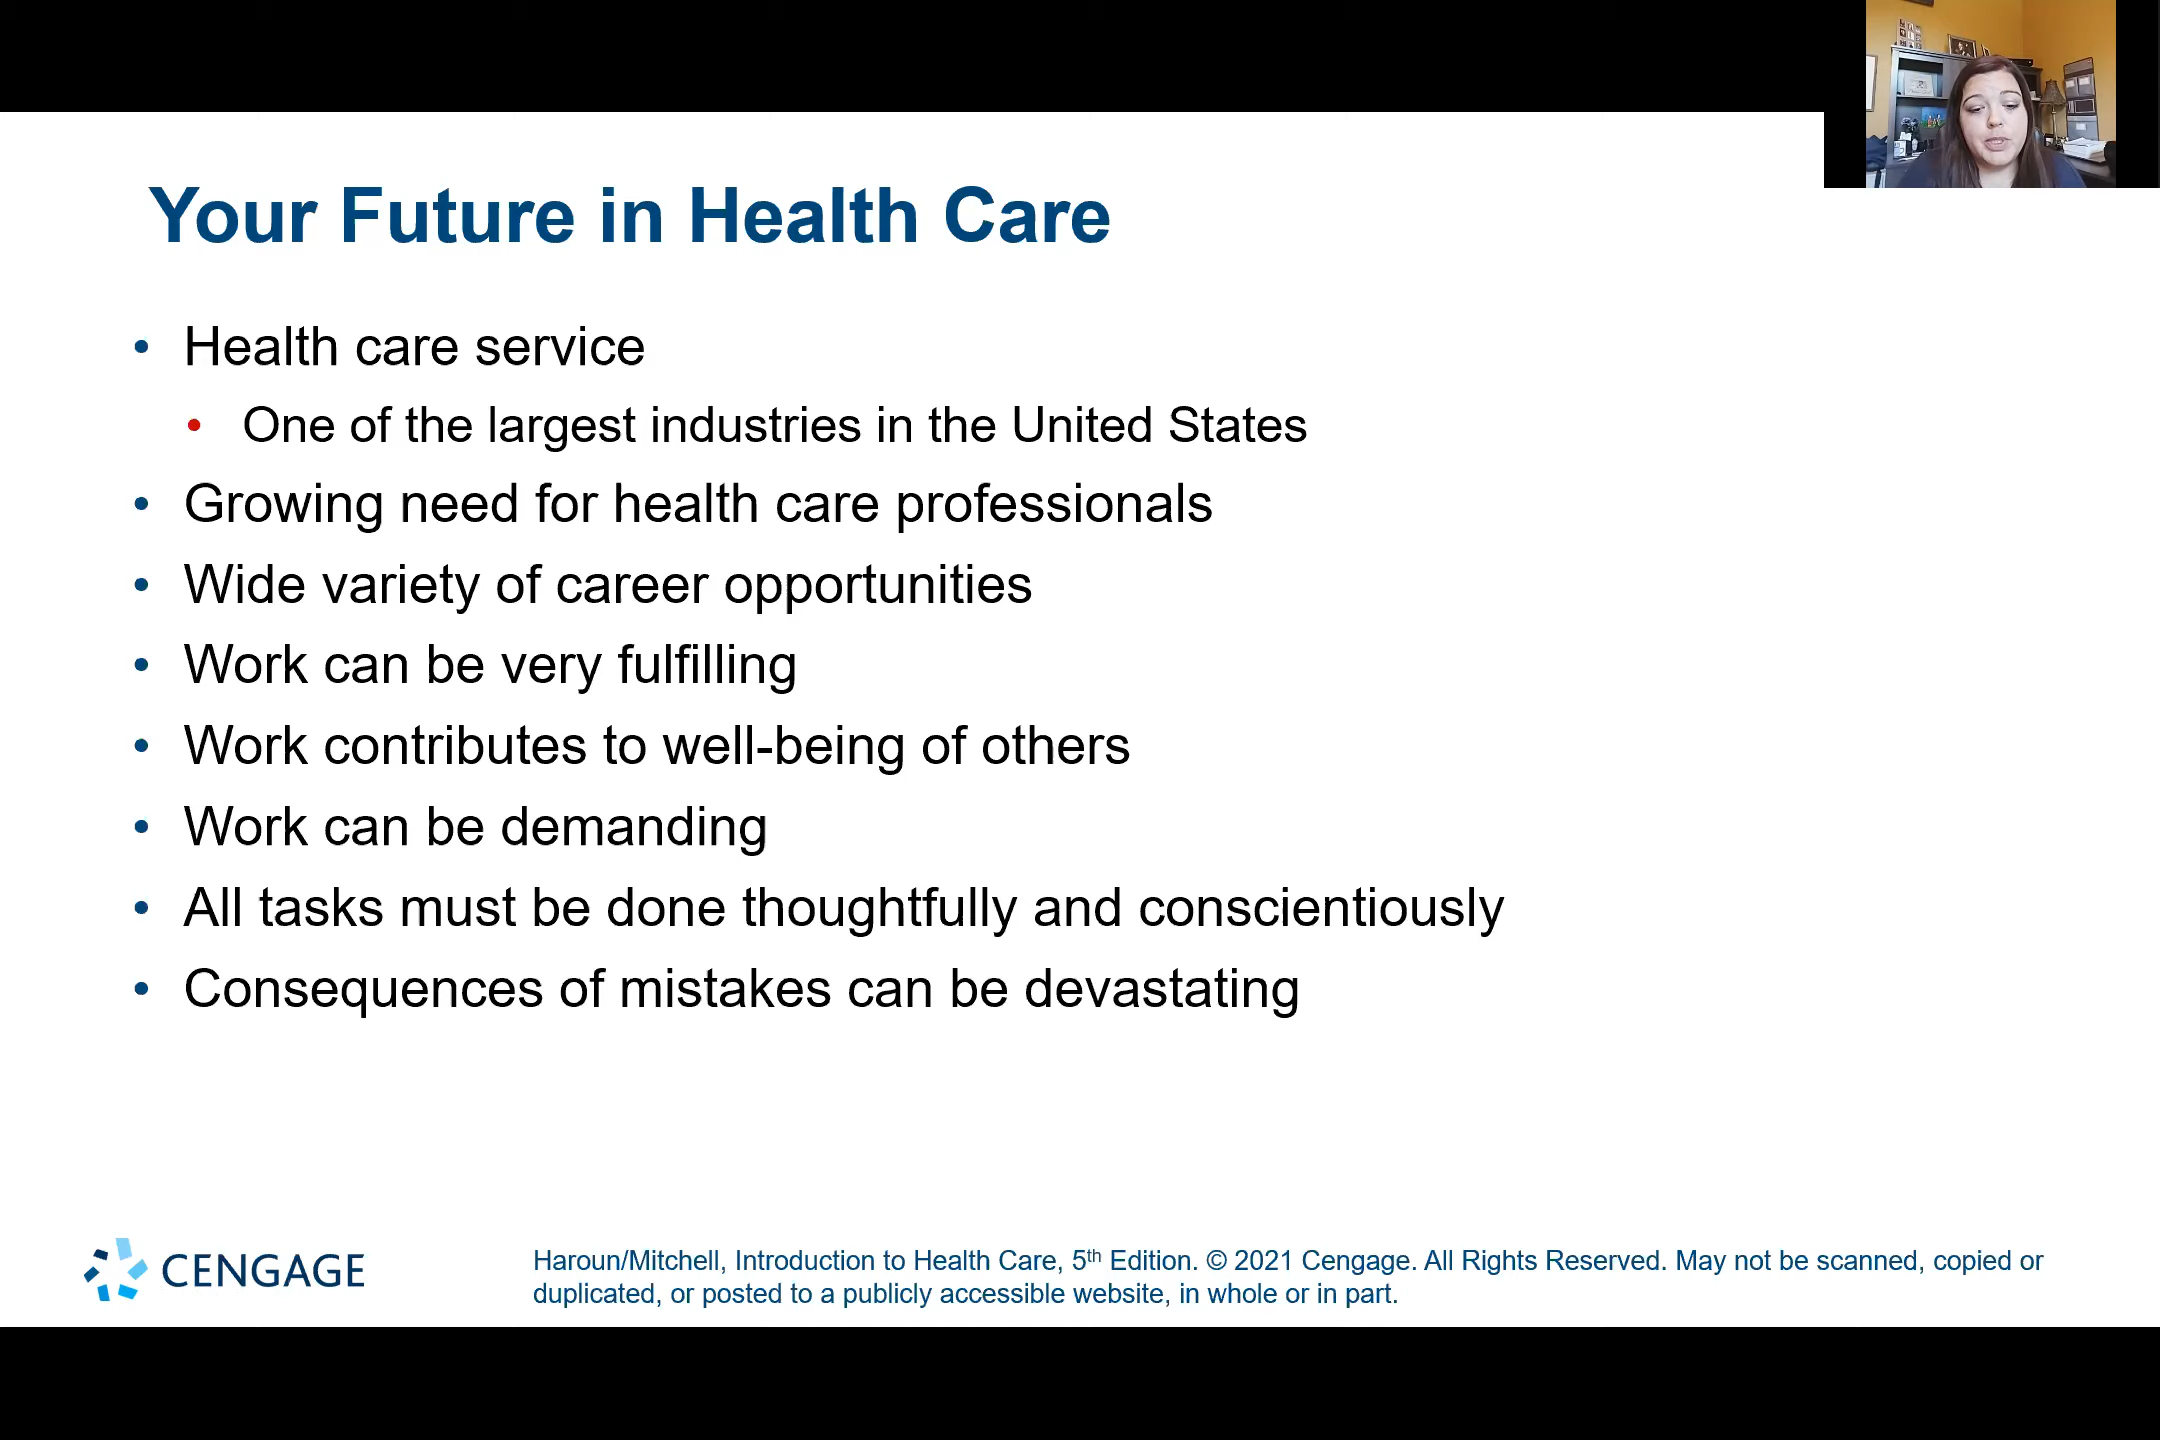 Your Future in Health Care
• Health care service
• One of the largest industries in the United States
• Growing need for health care professionals
• Wide variety of career opportunities
• Work can be very fulfilling
• Work contributes to well-being of others
• Work can be demanding
• All tasks must be done thoughtfully and conscientiously
• Consequences of mistakes can be devastating
CENGAGE
Haroun/Mitchell, Introduction to Health Care, 5th Edition. © 2021 Cengage. All Rights Reserved. May not be scanned, copied or
duplicated, or posted to a publicly accessible website, in whole or in part.